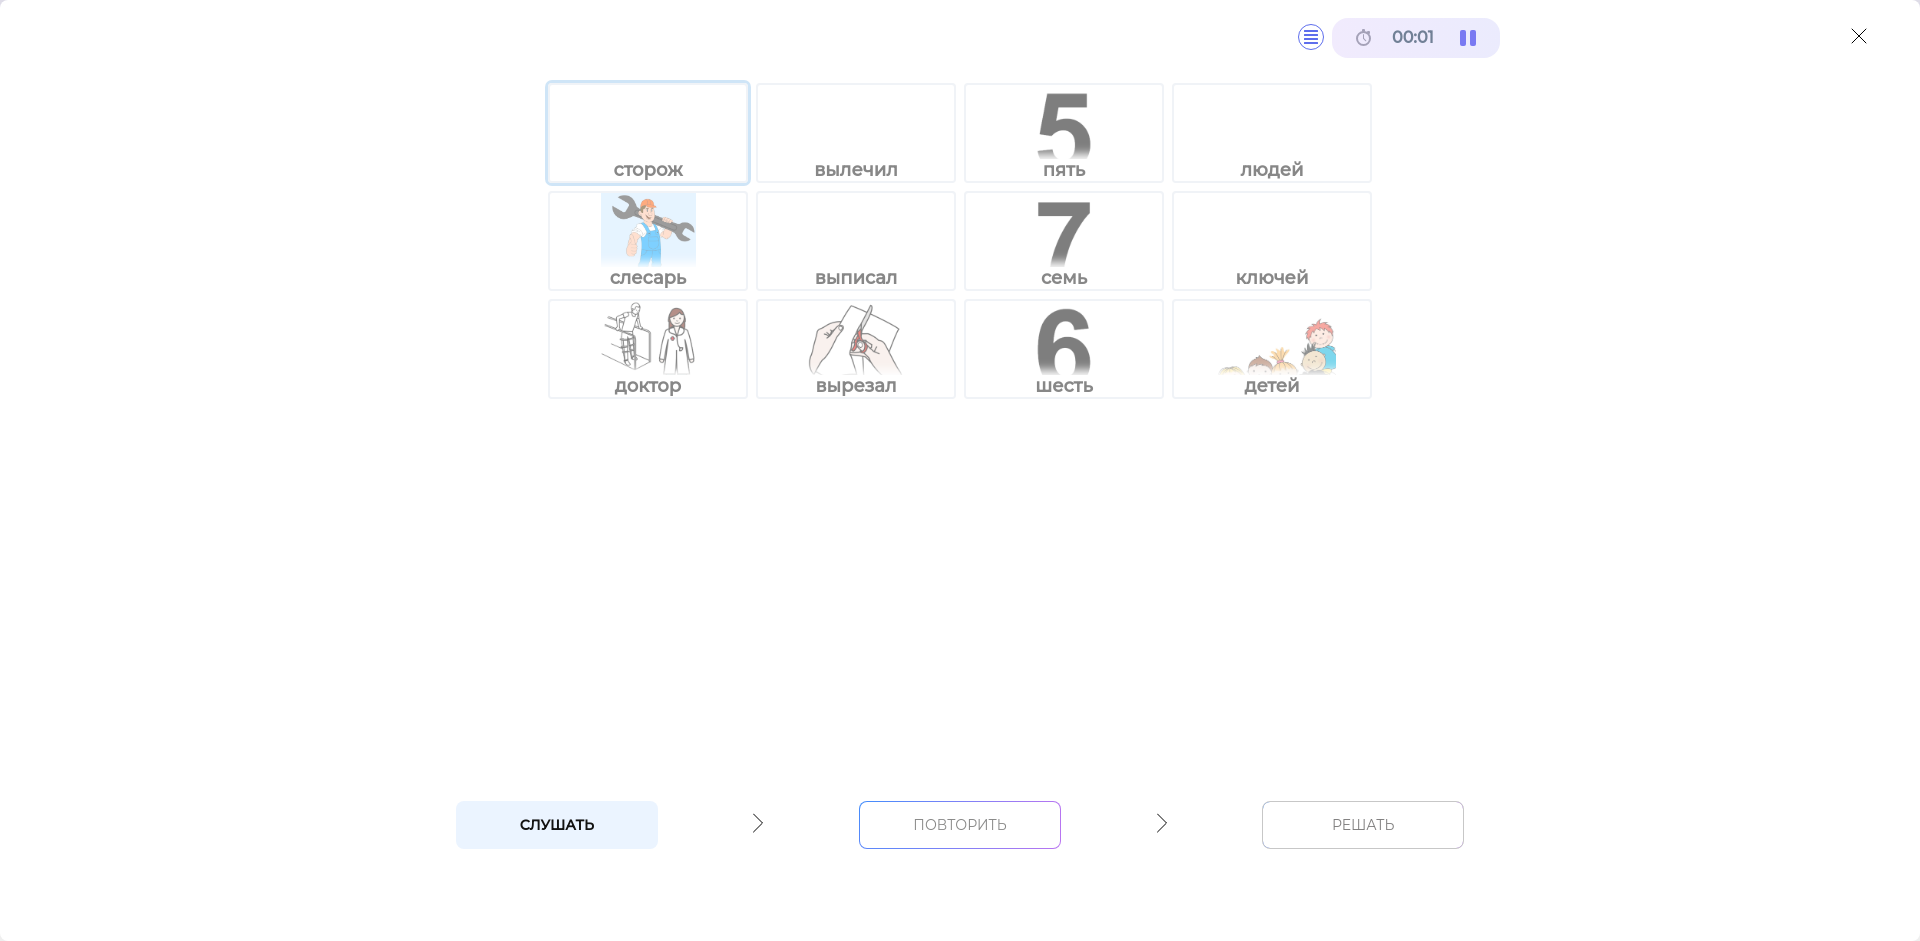 00:01
сторож
вылечил
5
пять
людей
слесарь
выписал
7
семь
ключей
доктор
вырезал
6
шесть
детей
СЛУШАТЬ
ПОВТОРИТЬ
РЕШАТЬ